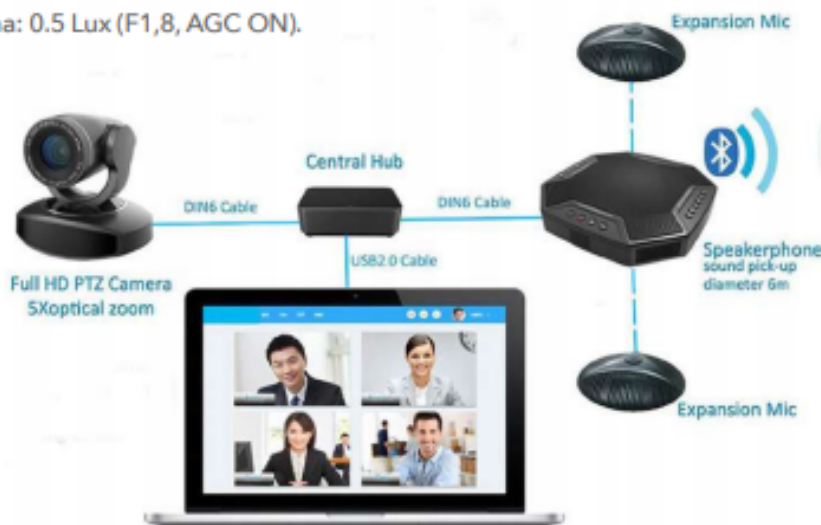 na: 0.5 Lux (F1,8, AGC ON).
Expansion Mic
Central Hub
DIN6 Cable
DIN6 Cable
USB2.0 Cable
Speakerphone
sound pick-up
diameter 6m
Full HD PTZ Camera
5Xoptical zoom
Expansion Mic